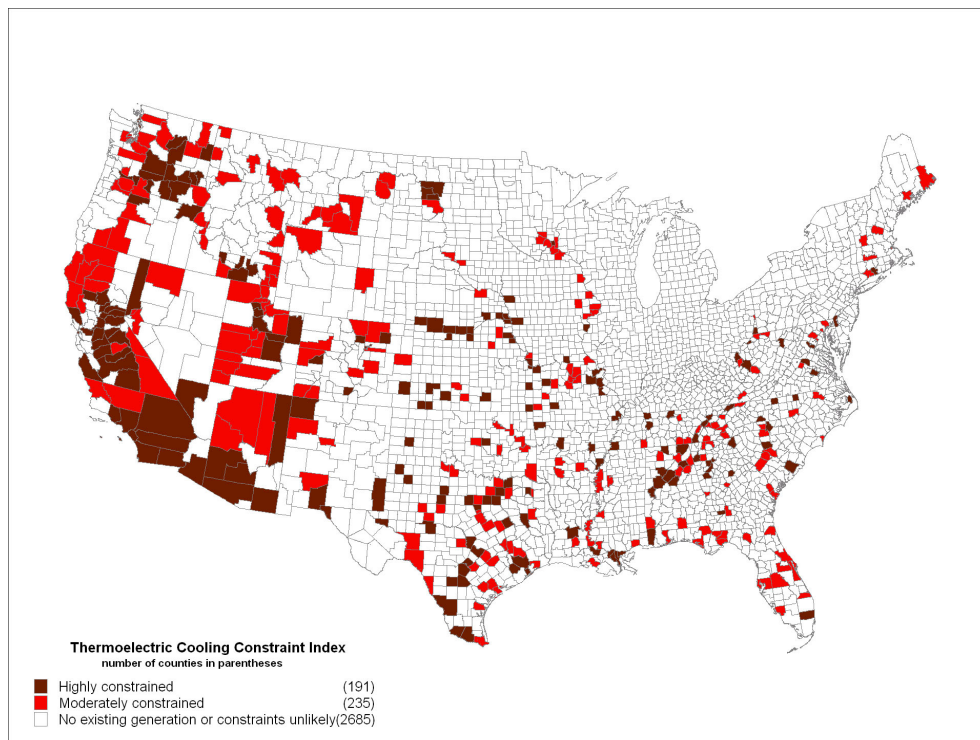 Thermoelectric Cooling Constraint Index
number of counties in parentheses
Highly constrained (191)
Moderately constrained (235)
No existing generation or constraints unlikely(2685)